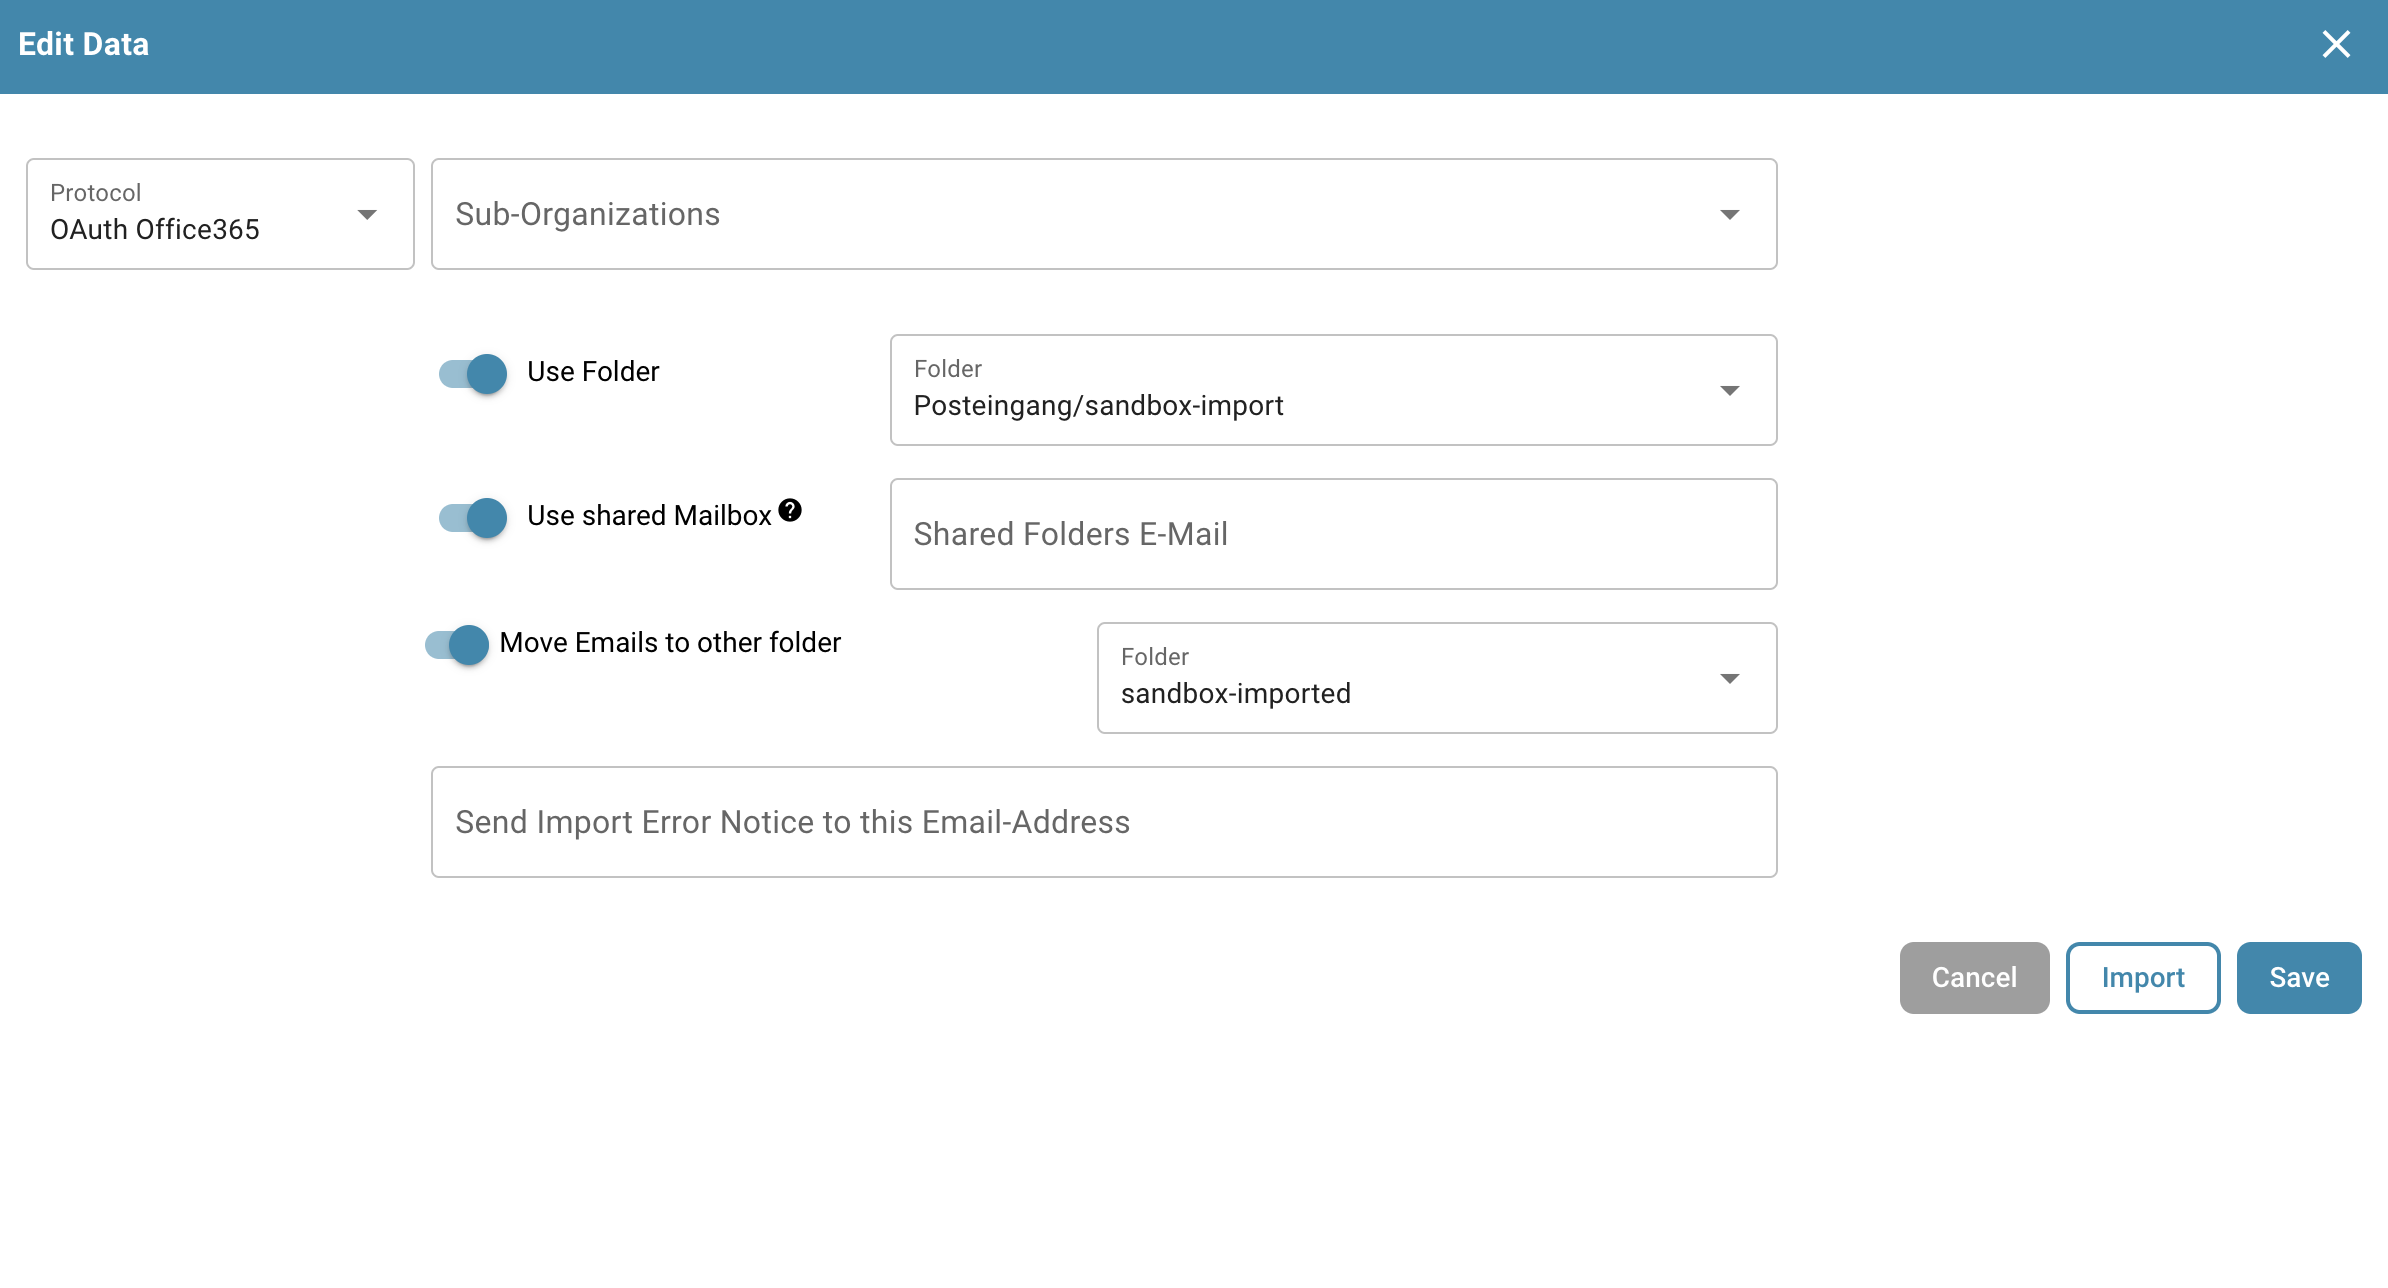 Edit Data
Protocol
OAuth Office365
Sub-Organizations
Use Folder
Folder
Posteingang/sandbox-import
Use shared Mailbox
Shared Folders E-Mail
Move Emails to other folder
Folder
sandbox-imported
Send Import Error Notice to this Email-Address
Cancel
Import
Save